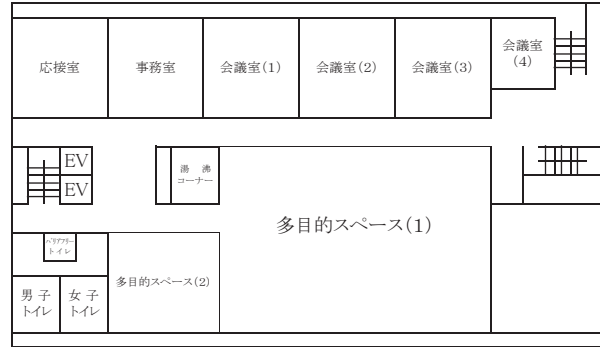 応接室
事務室
会議室(1)
会議室(2)
会議室(3)
会議室
(4)
EV
EV
湯 沸
コーナー
多目的スペース(1)
バリアフリー
トイレ
多目的スペース(2)
男 子
トイレ
女 子
トイレ